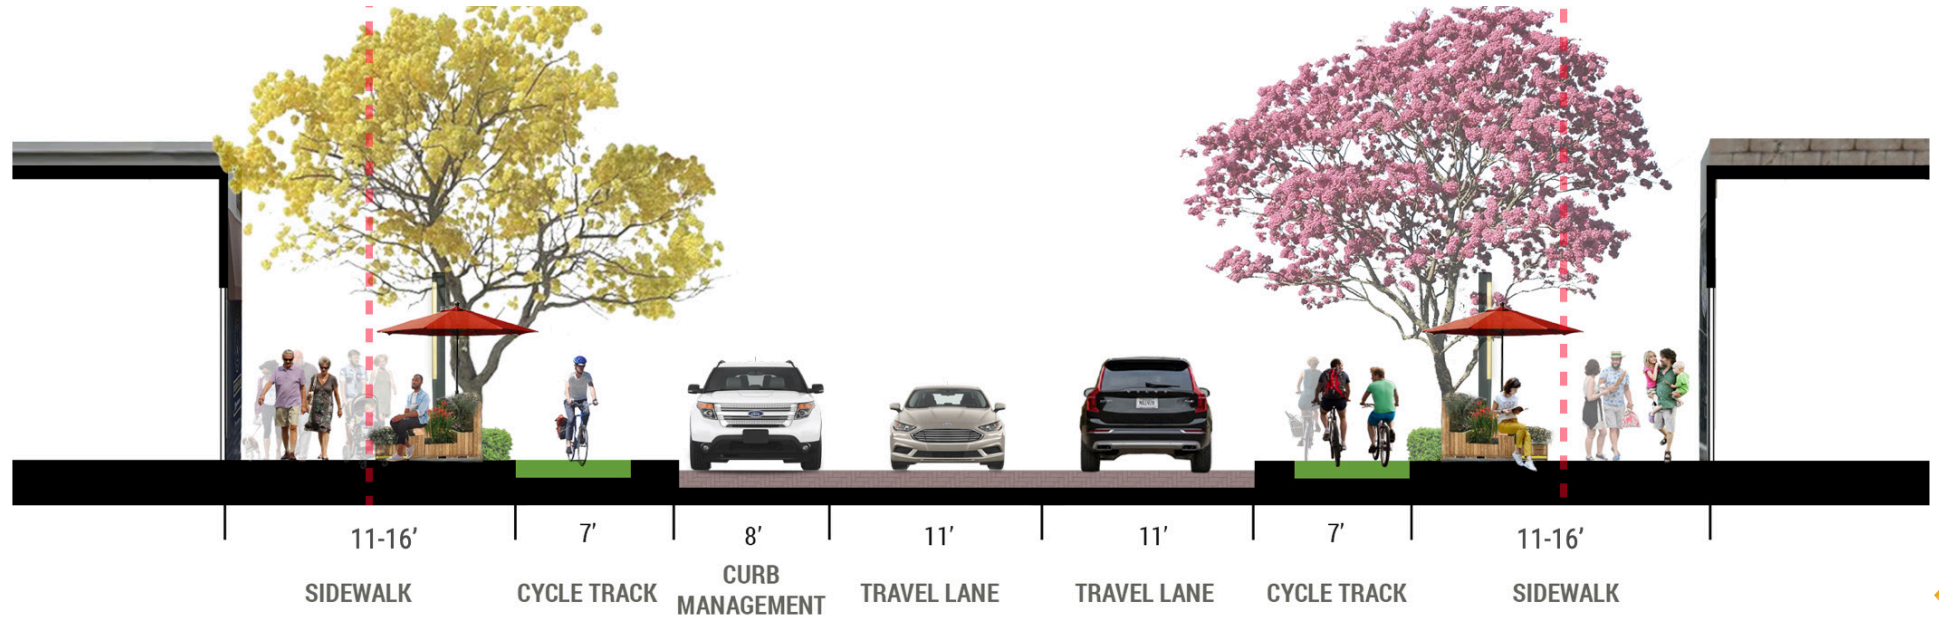 11-16’
7’
8’
11’
11’
7’
11-16’
SIDEWALK
CYCLE TRACK
CURB
MANAGEMENT
TRAVEL LANE
TRAVEL LANE
CYCLE TRACK
SIDEWALK